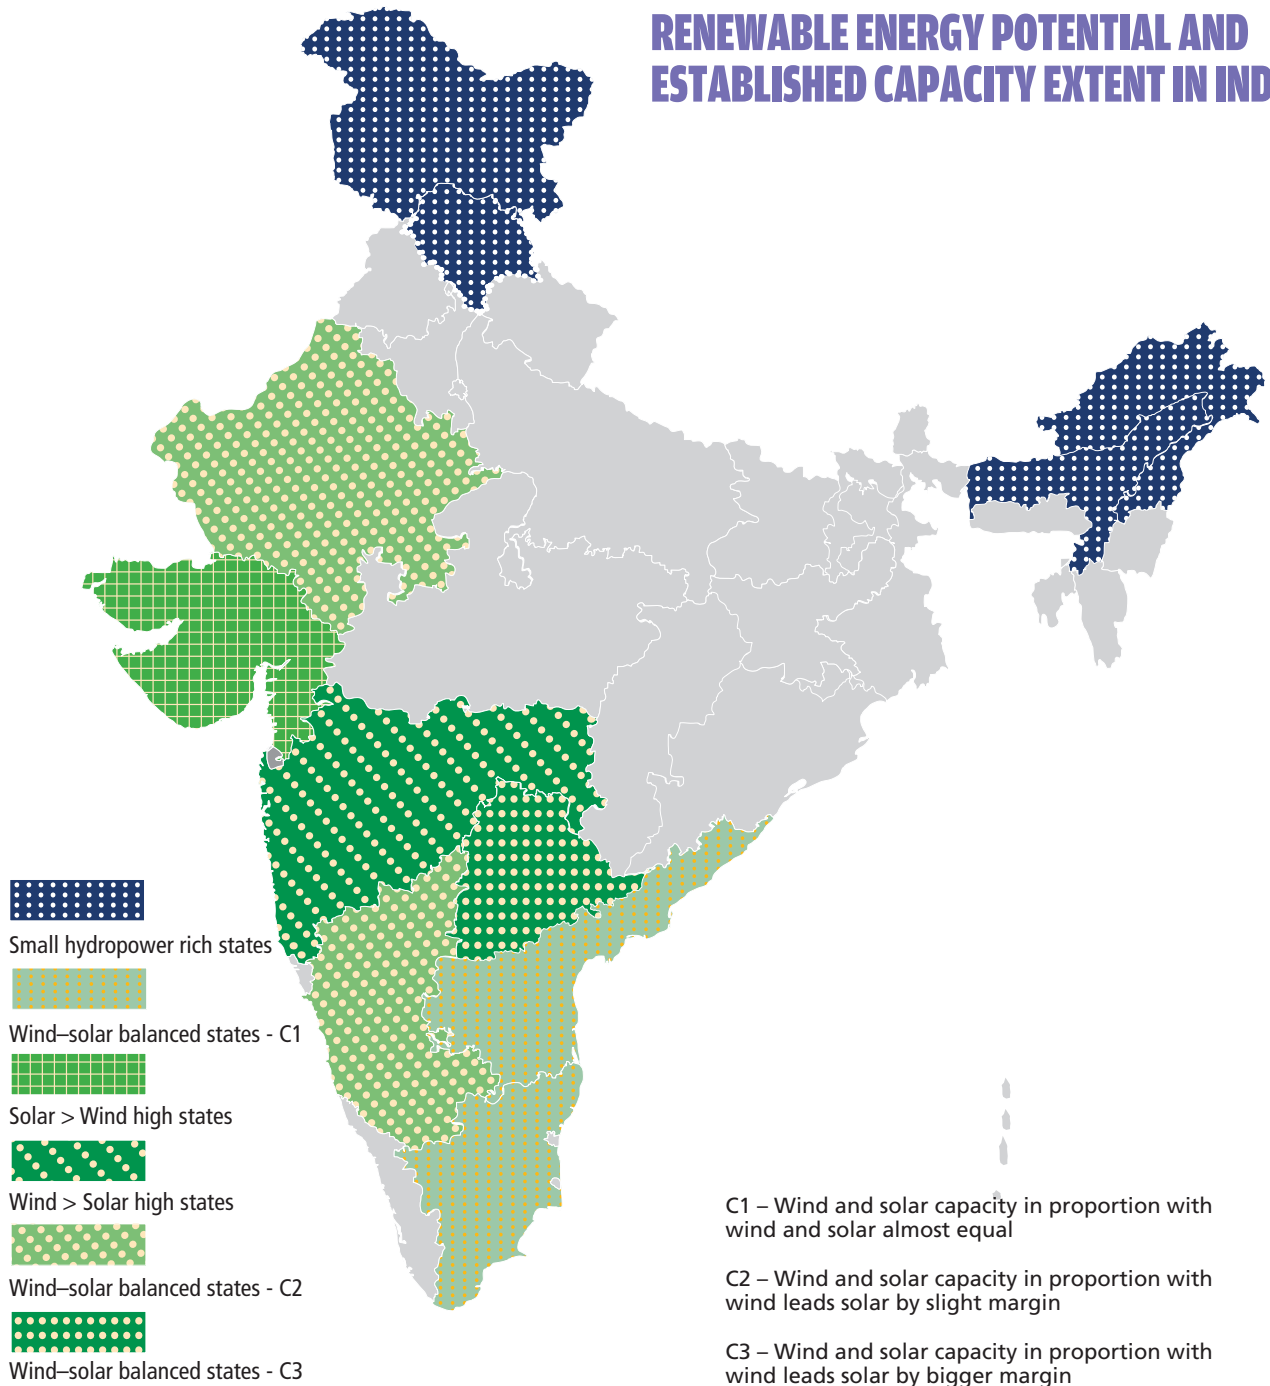 RENEWABLE ENERGY POTENTIAL AND
ESTABLISHED CAPACITY EXTENT IN IND
Small hydropower rich states
Wind–solar balanced states - C1
Solar > Wind high states
Wind > Solar high states
Wind–solar balanced states - C2
Wind–solar balanced states - C3
C1 – Wind and solar capacity in proportion with
wind and solar almost equal
C2 – Wind and solar capacity in proportion with
wind leads solar by slight margin
C3 – Wind and solar capacity in proportion with
wind leads solar by bigger margin